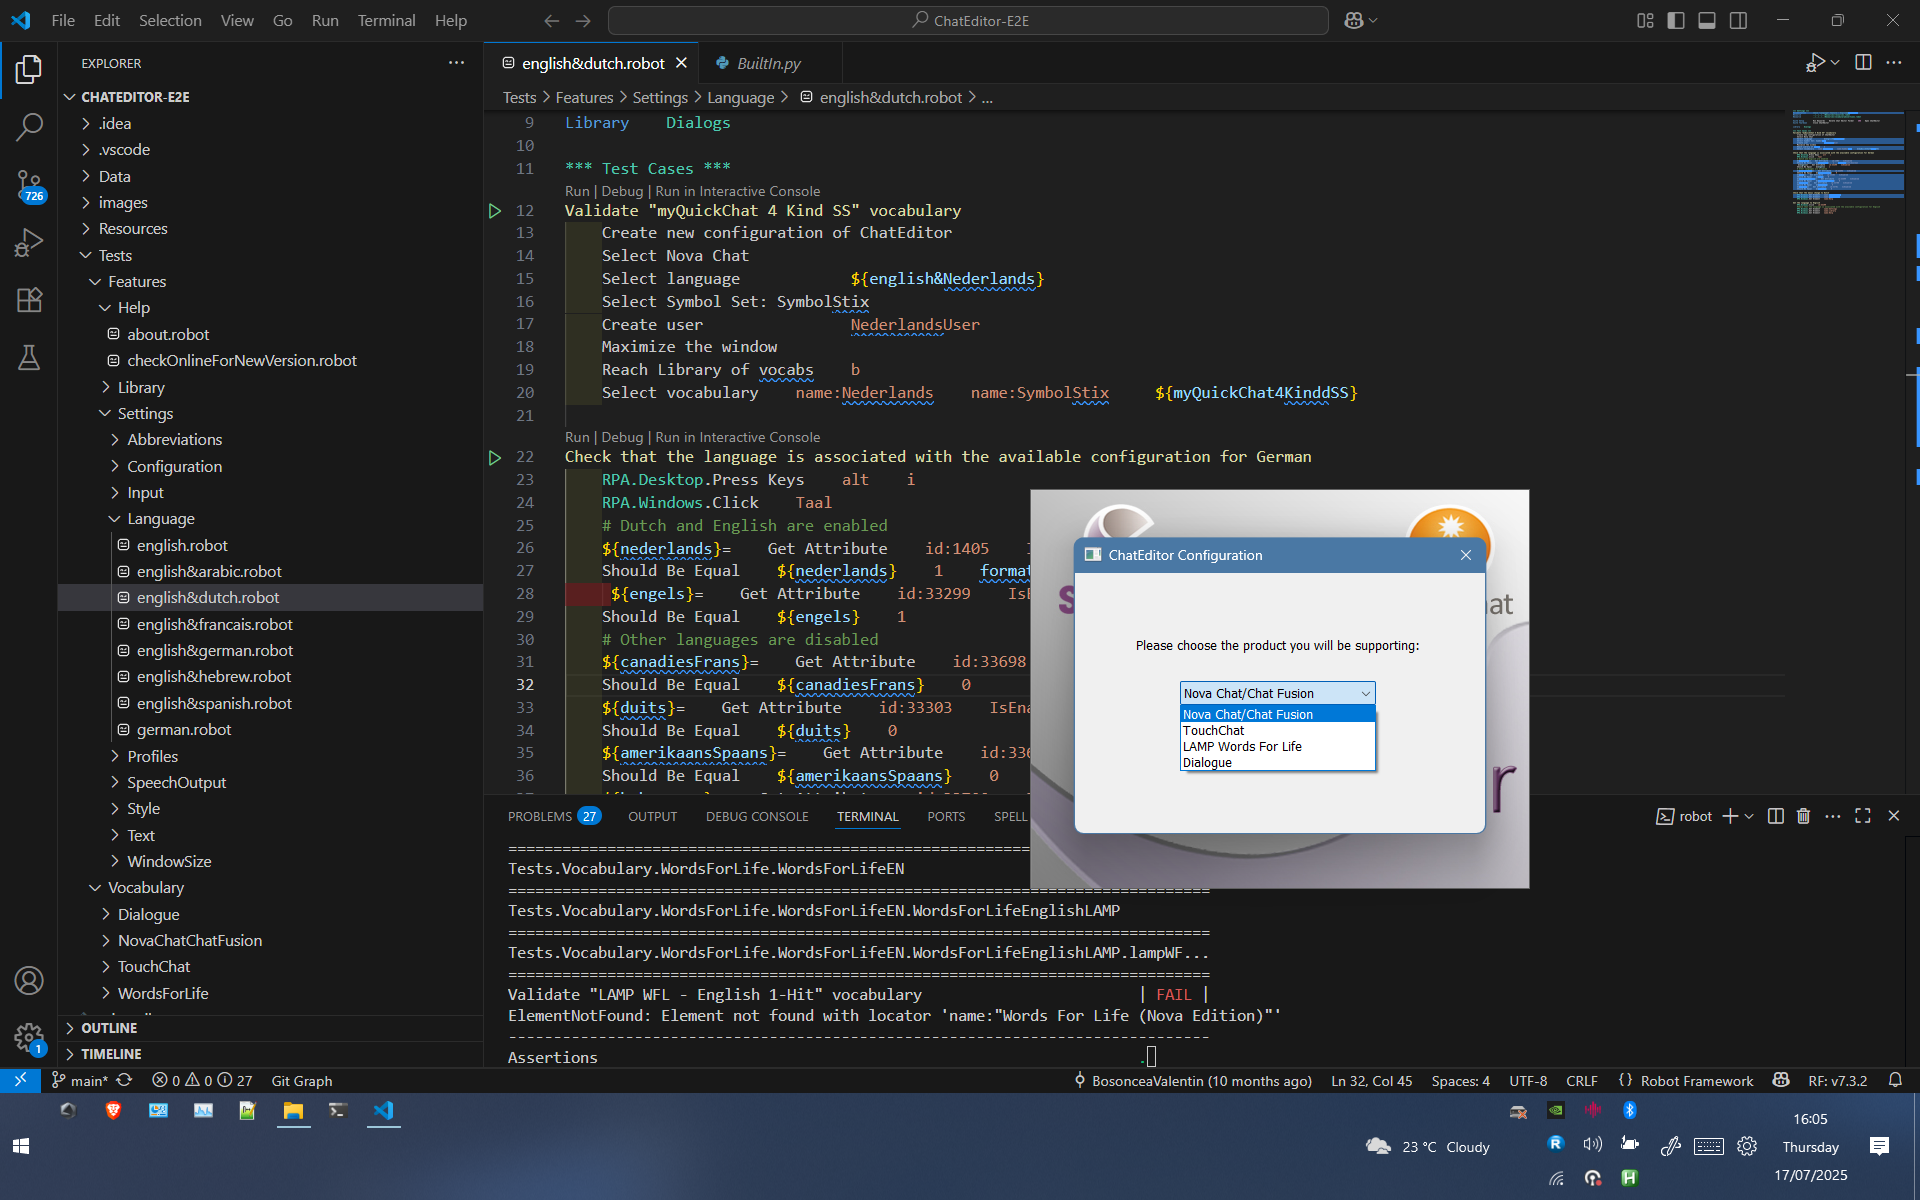 File Edit Selection View Go Run Terminal Help
ChatEditor-E2E
EXPLORER
CHATEDITOR-E2E
.idea
.vscode
Data
images
Resources
Tests
Features
Help
about.robot
checkOnlineForNewVersion.robot
Library
Settings
Abbreviations
Configuration
Input
Language
english.robot
english&arabic.robot
english&dutch.robot
english&francais.robot
english&german.robot
english&hebrew.robot
english&spanish.robot
german.robot
Profiles
SpeechOutput
Style
Text
WindowSize
Vocabulary
Dialogue
NovaChatChatFusion
TouchChat
WordsForLife
OUTLINE
TIMELINE
726
1
english&dutch.robot
BuiltIn.py
Tests > Features > Settings > Language > english&dutch.robot > ...
9 Library Dialogs
10
11 *** Test Cases ***
Run | Debug | Run in Interactive Console
12 Validate "myQuickChat 4 Kind SS" vocabulary
13 Create new configuration of ChatEditor
14 Select Nova Chat
15 Select language ${english&Nederlands}
16 Select Symbol Set: SymbolStix
17 Create user NederlandsUser
18 Maximize the window
19 Reach Library of vocabs b
20 Select vocabulary name:Nederlands name:SymbolStix ${myQuickChat4KinddSS}
21
Run | Debug | Run in Interactive Console
22 Check that the language is associated with the available configuration for German
23 RPA.Desktop.Press Keys alt i
24 RPA.Windows.Click Taal
25 # Dutch and English are enabled
26 ${nederlands}= Get Attribute id:1405
27 Should Be Equal ${nederlands} 1 format
28 ${engels}= Get Attribute id:33299 IsE
29 Should Be Equal ${engels} 1
30 # Other languages are disabled
31 ${canadiesFrans}= Get Attribute id:33698
32 Should Be Equal ${canadiesFrans} 0
33 ${duits}= Get Attribute id:33303 IsEna
34 Should Be Equal ${duits} 0
35 ${amerikaansSpaans}= Get Attribute id:336
36 Should Be Equal ${amerikaansSpaans} 0
ChatEditor Configuration
Please choose the product you will be supporting:
Nova Chat/Chat Fusion
Nova Chat/Chat Fusion
TouchChat
LAMP Words For Life
Dialogue
S
at
r
PROBLEMS 27 OUTPUT DEBUG CONSOLE TERMINAL PORTS SPELL
robot
==========================================================
Tests.Vocabulary.WordsForLife.WordsForLifeEN
==============================================================================
Tests.Vocabulary.WordsForLife.WordsForLifeEN.WordsForLifeEnglishLAMP
==============================================================================
Tests.Vocabulary.WordsForLife.WordsForLifeEN.WordsForLifeEnglishLAMP.lampWF...
==============================================================================
Validate "LAMP WFL - English 1-Hit" vocabulary | FAIL |
ElementNotFound: Element not found with locator 'name:"Words For Life (Nova Edition)"'
------------------------------------------------------------------------------
Assertions .
main* 0 0 27 Git Graph
BosonceaValentin (10 months ago) Ln 32, Col 45 Spaces: 4 UTF-8 CRLF {} Robot Framework RF: v7.3.2
23 °C Cloudy
16:05
Thursday
17/07/2025